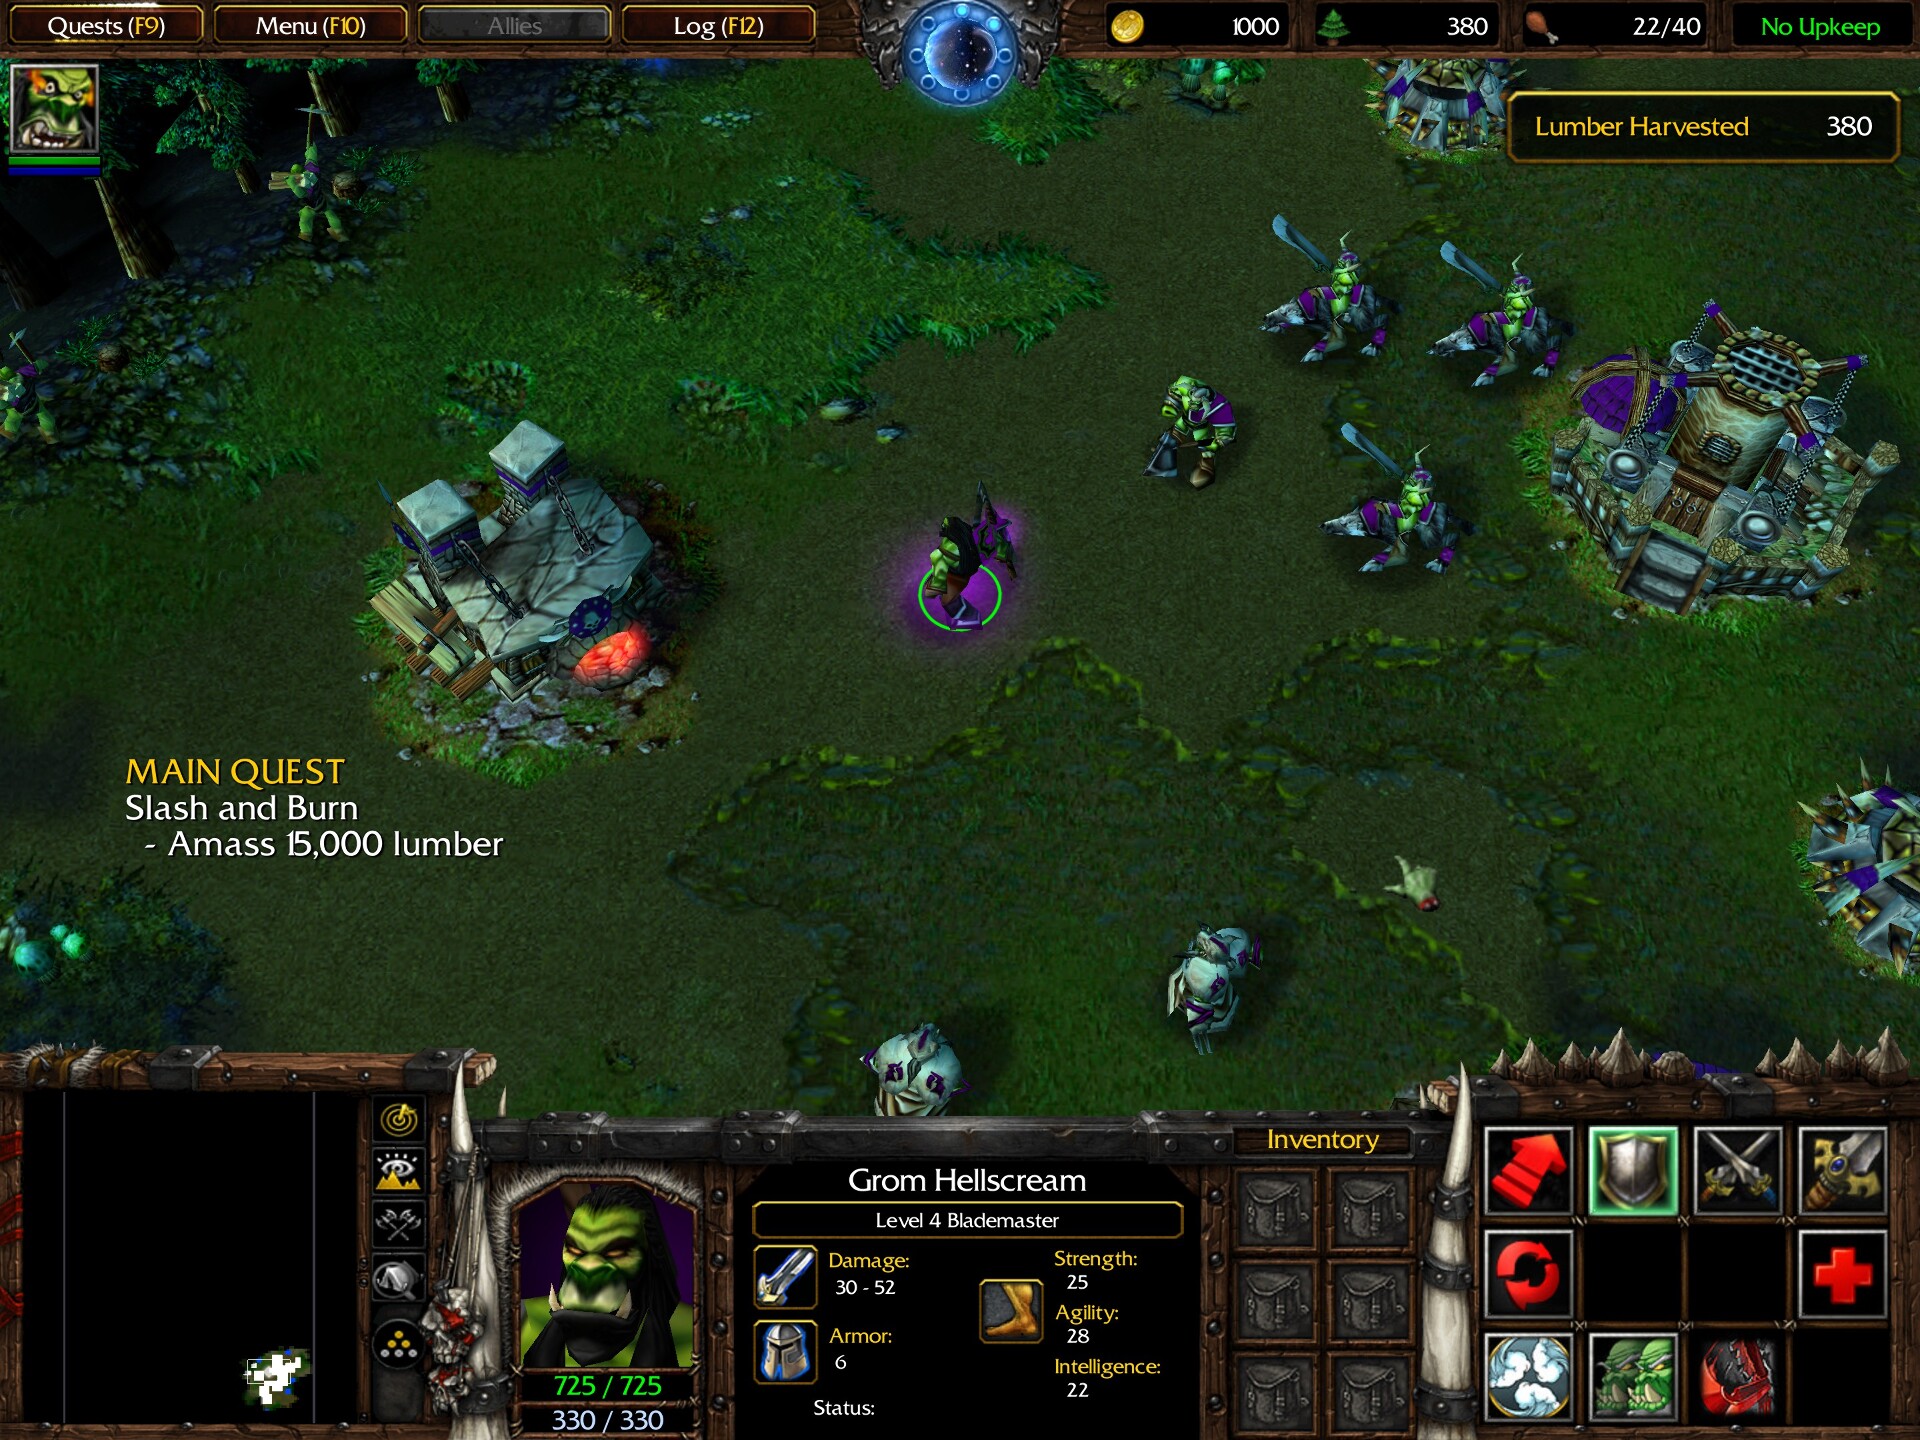 Quests (F9)
Menu (F10)
Allies
Log (F12)
1000
380
22/40
No Upkeep
Lumber Harvested 380
MAIN QUEST
Slash and Burn
- Amass 15,000 lumber
Inventory
Grom Hellscream
Level 4 Blademaster
Damage:
30 - 52
Armor:
6
Strength:
25
Agility:
28
Intelligence:
22
Status:
725 / 725
330 / 330